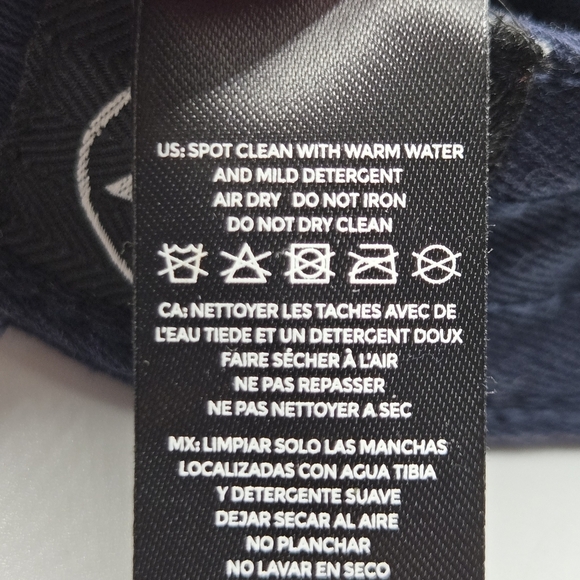 US: SPOT CLEAN WITH WARM WATER
AND MILD DETERGENT
AIR DRY DO NOT IRON
DO NOT DRY CLEAN
CA: NETTOYER LES TACHES AVEC DE
L'EAU TIEDE ET UN DETERGENT DOUX
FAIRE SÉCHER À L'AIR
NE PAS REPASSER
NE PAS NETTOYER A SEC
MX: LIMPIAR SOLO LAS MANCHAS
LOCALIZADAS CON AGUA TIBIA
Y DETERGENTE SUAVE
DEJAR SECAR AL AIRE
NO PLANCHAR
NO LAVAR EN SECO